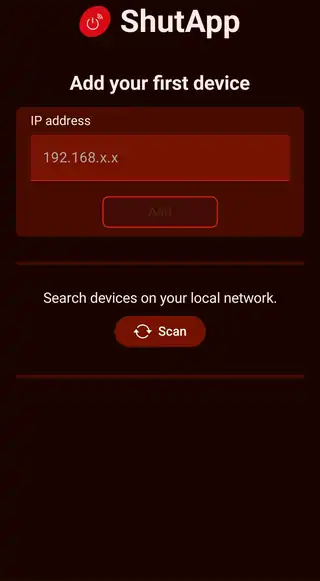 ShutApp
Add your first device
IP address
192.168.x.x
Add
Search devices on your local network.
Scan